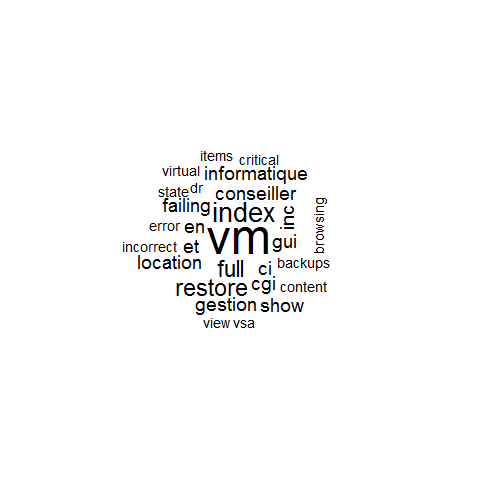 items critical
virtual informatique
state dr conseiller
failing index inc browsing
error en vm gui
incorrect et
location full ci backups
restore cgi content
gestion show
view vsa